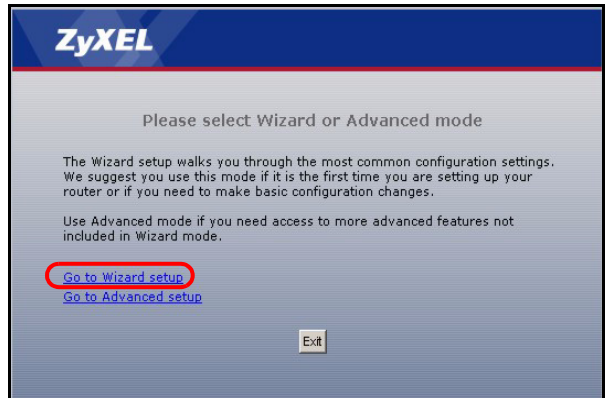 ZyXEL
Please select Wizard or Advanced mode
The Wizard setup walks you through the most common configuration settings.
We suggest you use this mode if it is the first time you are setting up your
router or if you need to make basic configuration changes.
Use Advanced mode if you need access to more advanced features not
included in Wizard mode.
Go to Wizard setup
Go to Advanced setup
Exit